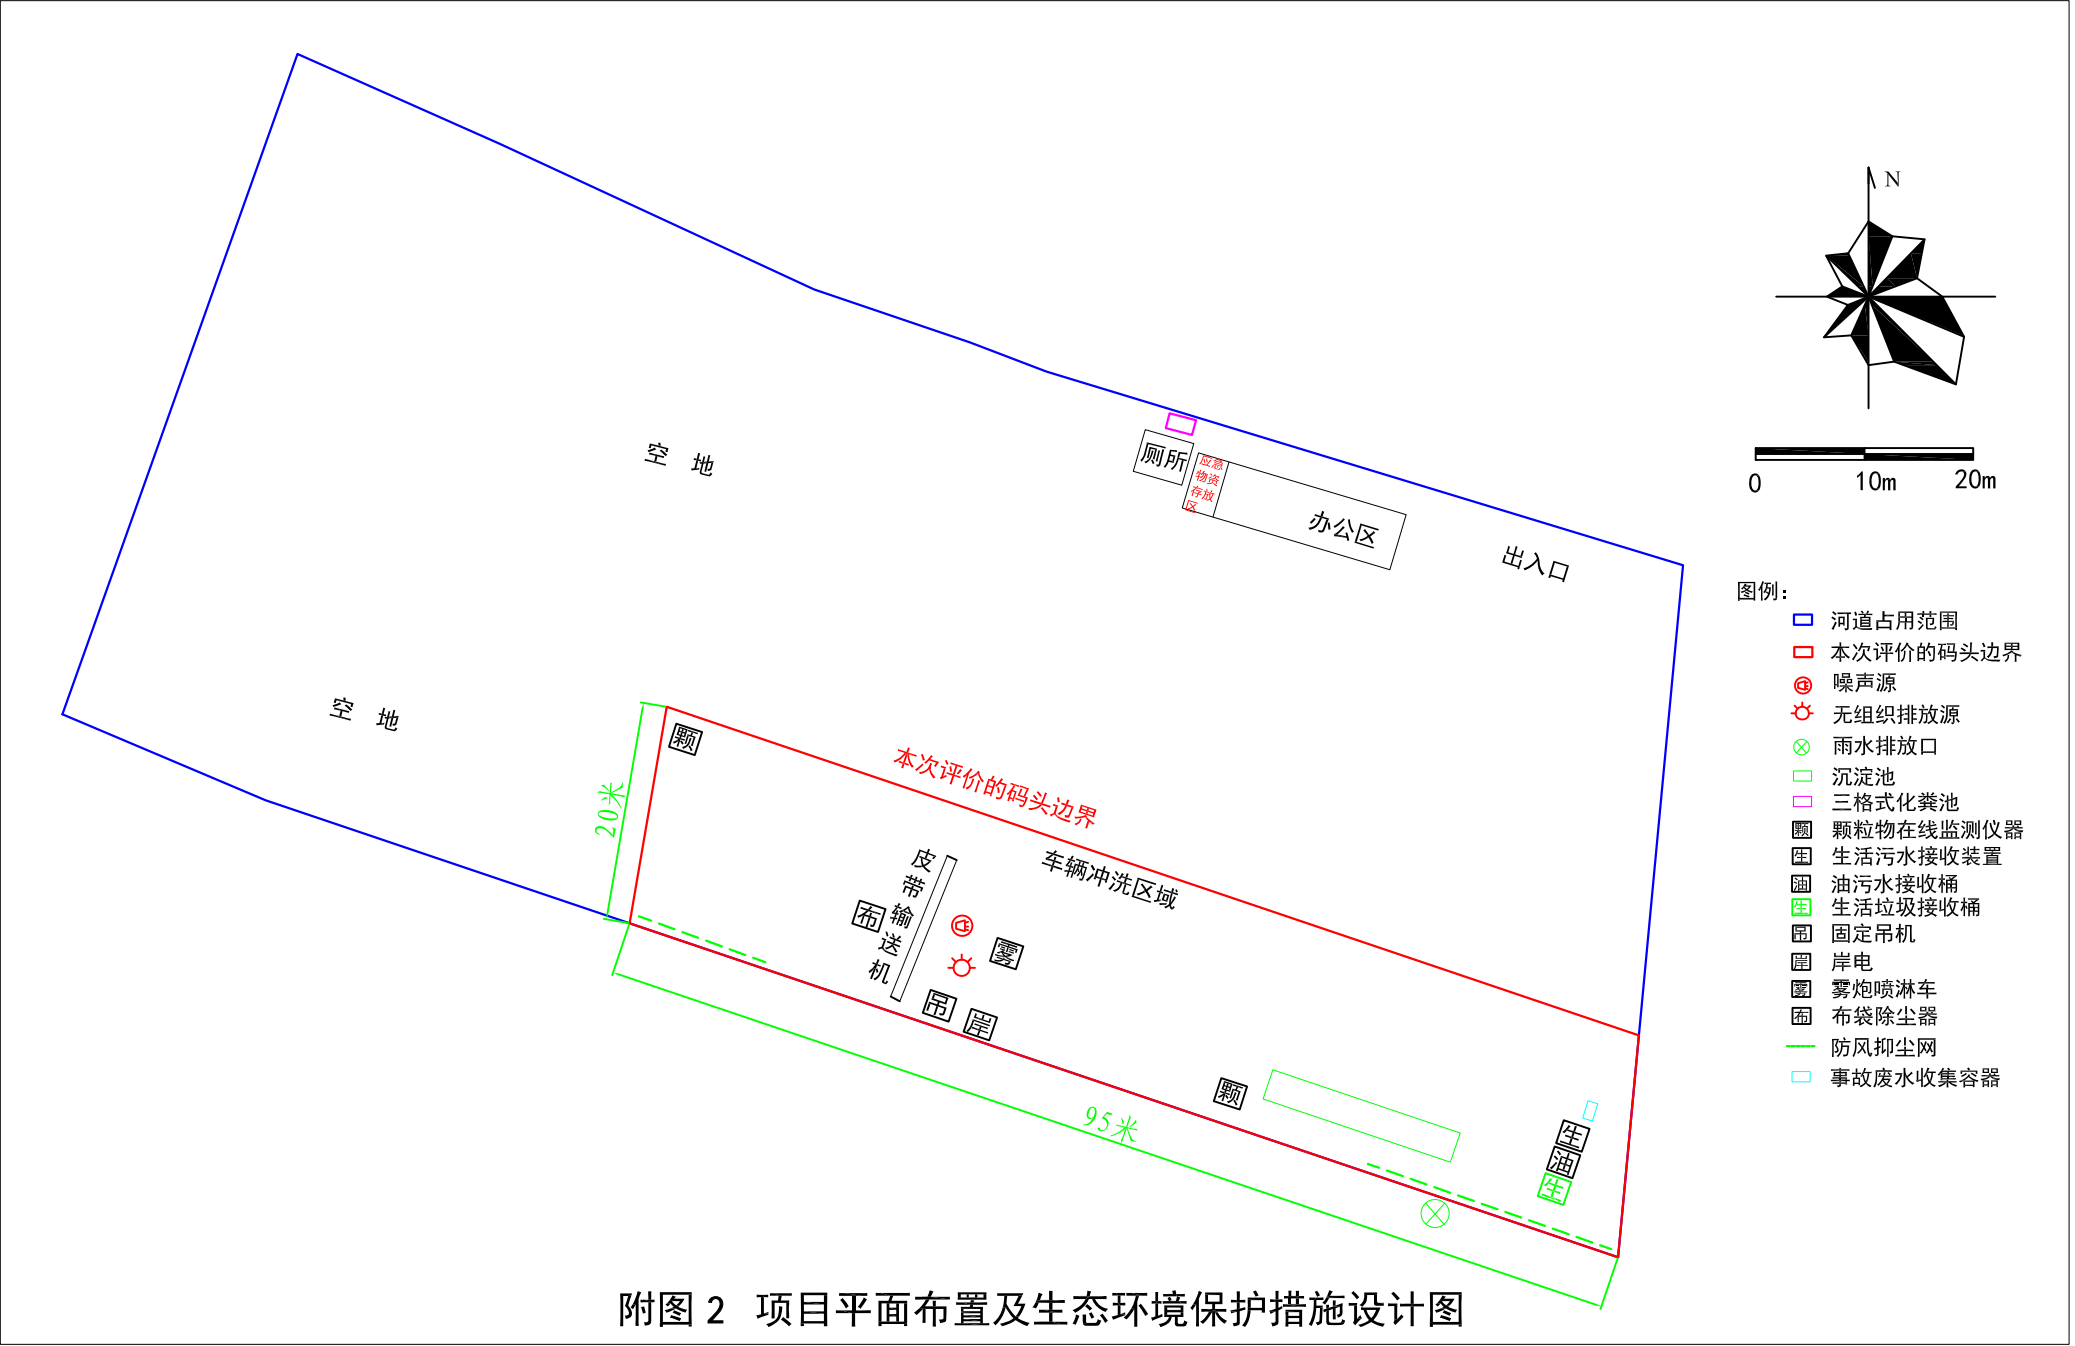 N
0 10m 20m
空 地
厕所
应急
物资
存放
区
办公区
出入口
空 地
颗
本次评价的码头边界
20米
车辆冲洗区域
皮带输送机
布
雾
吊
岸
颗
95米
生
油
生
图例：
河道占用范围
本次评价的码头边界
噪声源
无组织排放源
雨水排放口
沉淀池
三格式化粪池
颗 颗粒物在线监测仪器
生 生活污水接收装置
油 油污水接收桶
生 生活垃圾接收桶
吊 固定吊机
岸 岸电
雾 雾炮喷淋车
布 布袋除尘器
防风抑尘网
事故废水收集容器
附图 2 项目平面布置及生态环境保护措施设计图